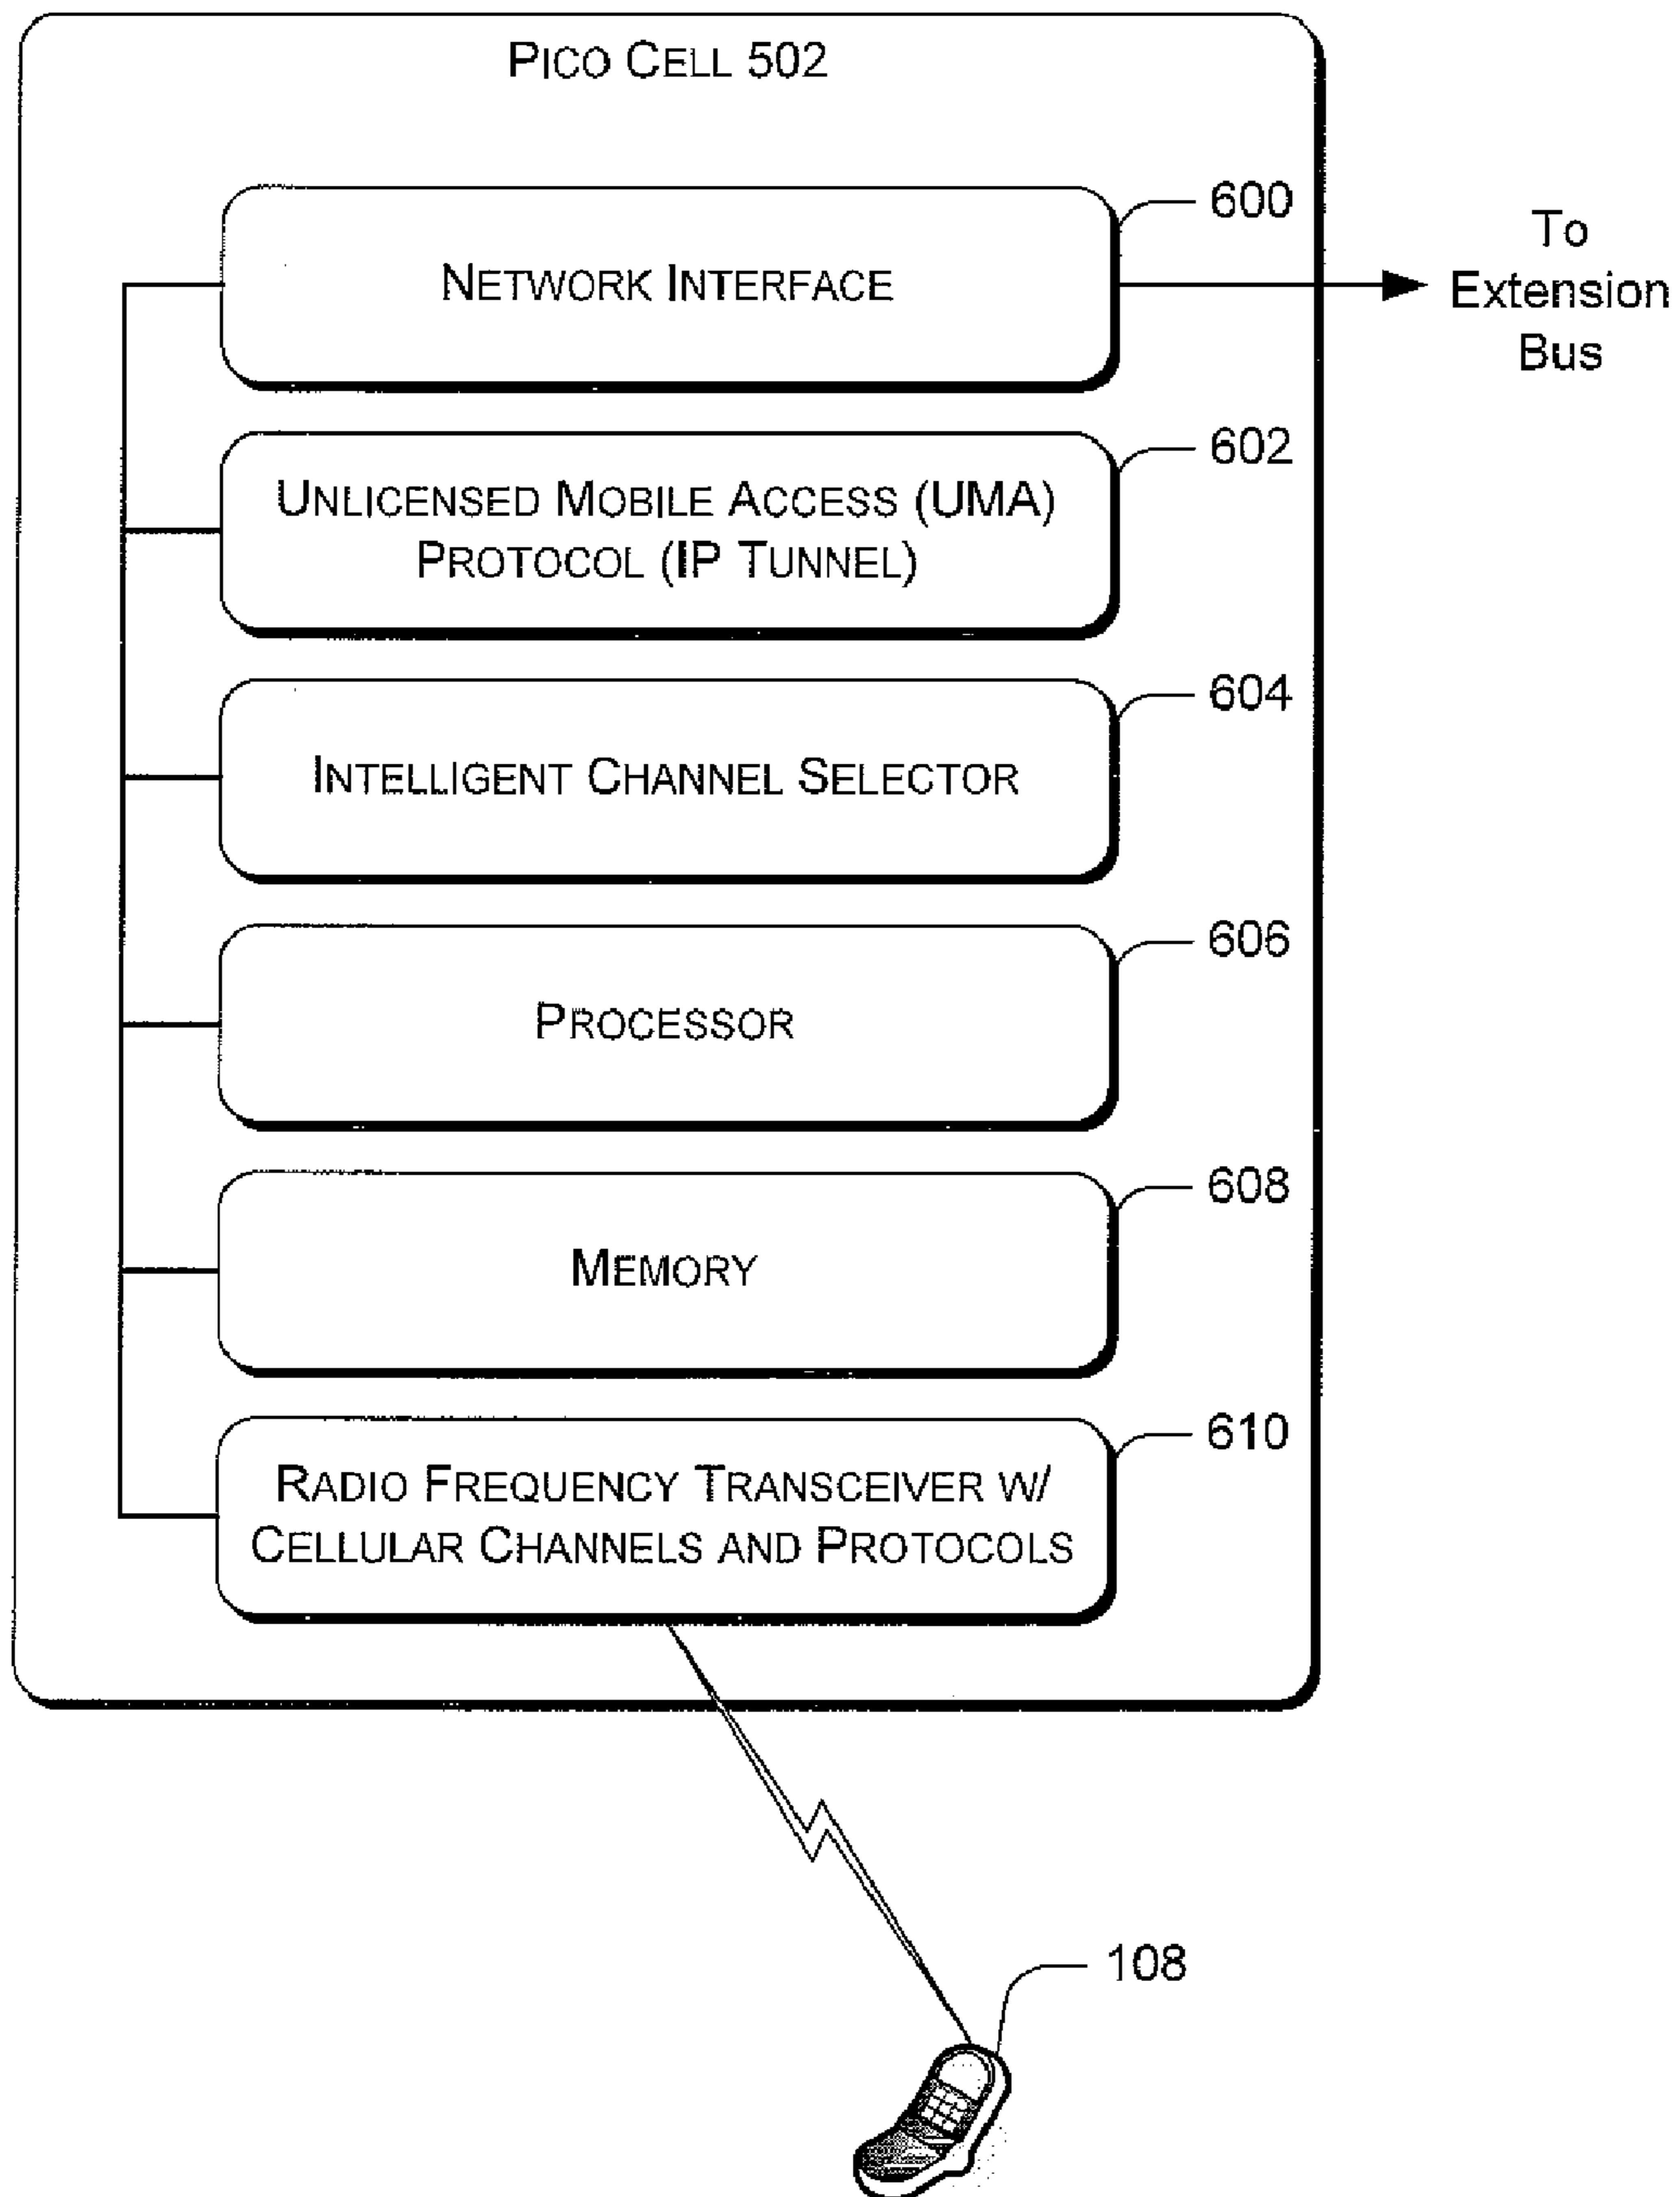 PICO CELL 502
600
To
Extension
Bus
NETWORK INTERFACE
602
UNLICENSED MOBILE ACCESS (UMA)
PROTOCOL (IP TUNNEL)
604
INTELLIGENT CHANNEL SELECTOR
606
PROCESSOR
608
MEMORY
610
RADIO FREQUENCY TRANSCEIVER W/
CELLULAR CHANNELS AND PROTOCOLS
108